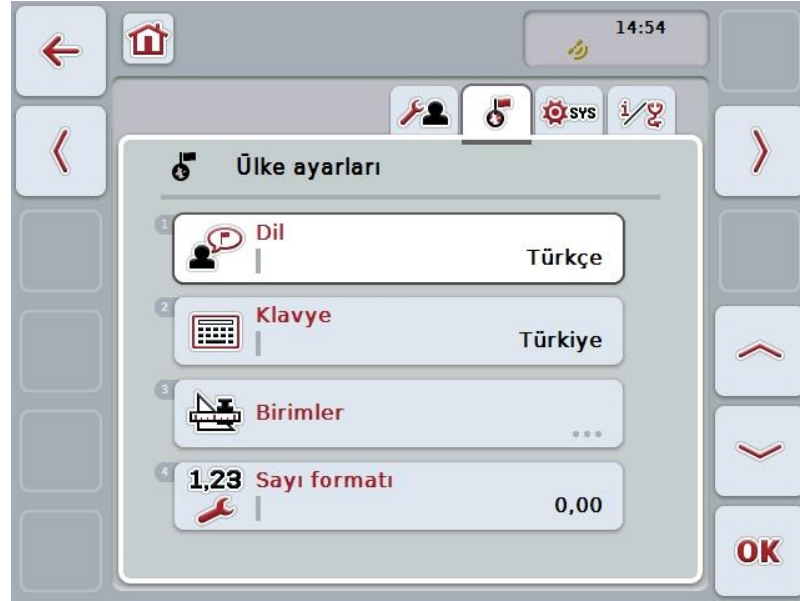 14:54
SYS
i/
Ülke ayarları
1
Dil
Türkçe
2
Klavye
Türkiye
3
Birimler
...
4
1,23
Sayı formatı
0,00
OK